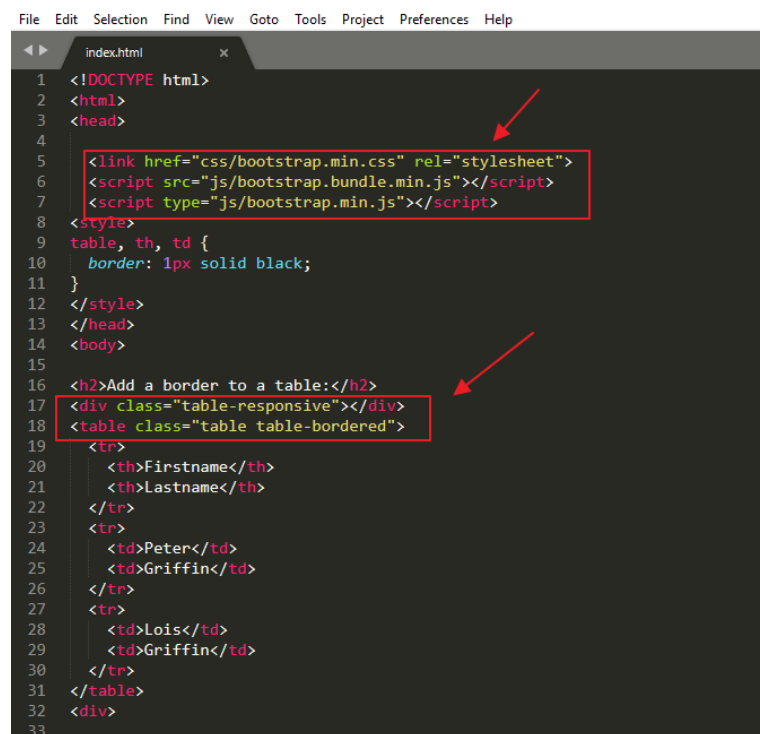 File Edit Selection Find View Goto Tools Project Preferences Help
index.html ×
1 <!DOCTYPE html>
2 <html>
3 <head>
4
5   <link href="css/bootstrap.min.css" rel="stylesheet">
6   <script src="js/bootstrap.bundle.min.js"></script>
7   <script type="js/bootstrap.min.js"></script>
8 <style>
9 table, th, td {
10   border: 1px solid black;
11 }
12 </style>
13 </head>
14 <body>
15
16 <h2>Add a border to a table:</h2>
17 <div class="table-responsive"></div>
18 <table class="table table-bordered">
19   <tr>
20     <th>Firstname</th>
21     <th>Lastname</th>
22   </tr>
23   <tr>
24     <td>Peter</td>
25     <td>Griffin</td>
26   </tr>
27   <tr>
28     <td>Lois</td>
29     <td>Griffin</td>
30   </tr>
31 </table>
32 <div>
33